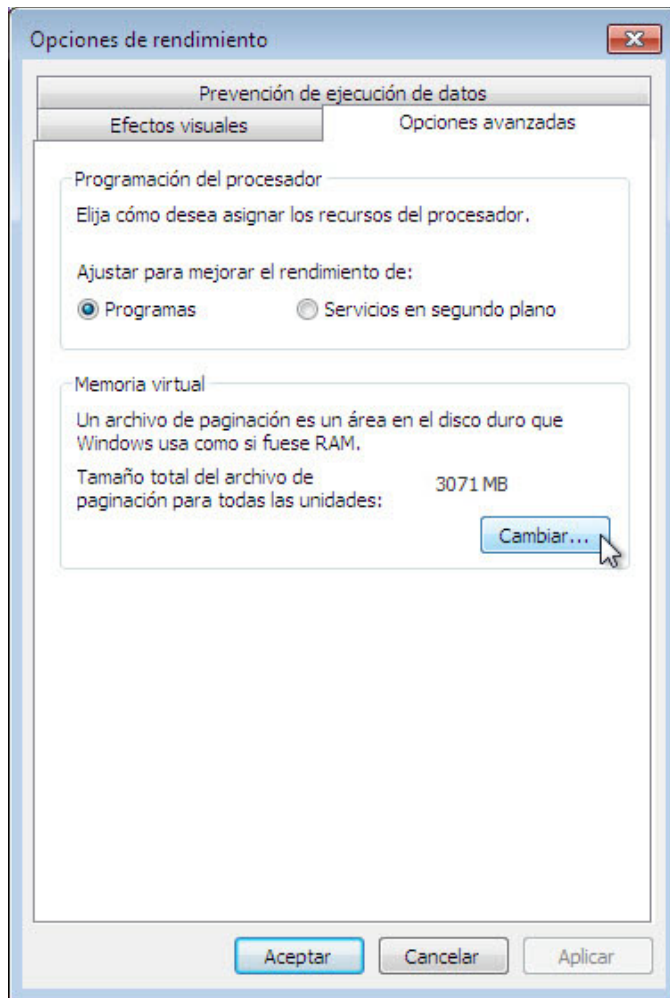 Opciones de rendimiento
Prevención de ejecución de datos
Efectos visuales
Opciones avanzadas
Programación del procesador
Elija cómo desea asignar los recursos del procesador.
Ajustar para mejorar el rendimiento de:
Programas
Servicios en segundo plano
Memoria virtual
Un archivo de paginación es un área en el disco duro que
Windows usa como si fuese RAM.
Tamaño total del archivo de
paginación para todas las unidades:
3071 MB
Cambiar...
Aceptar
Cancelar
Aplicar